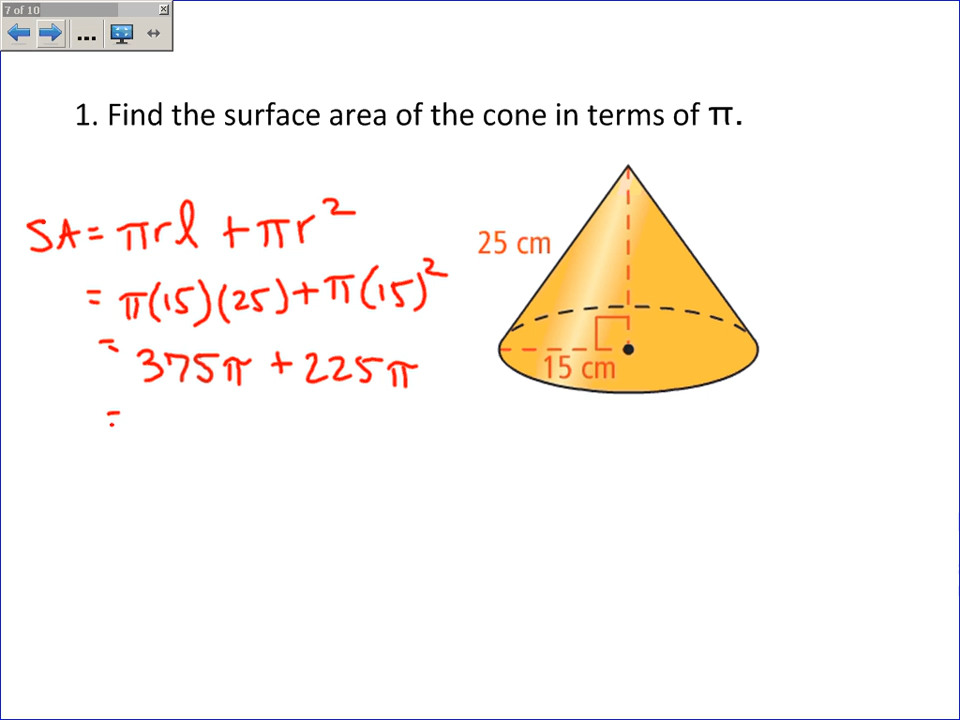 7 of 10
1. Find the surface area of the cone in terms of π.
SA = πrl + πr²
25 cm
= π(15)(25) + π(15)²
= 375π + 225π
15 cm
=